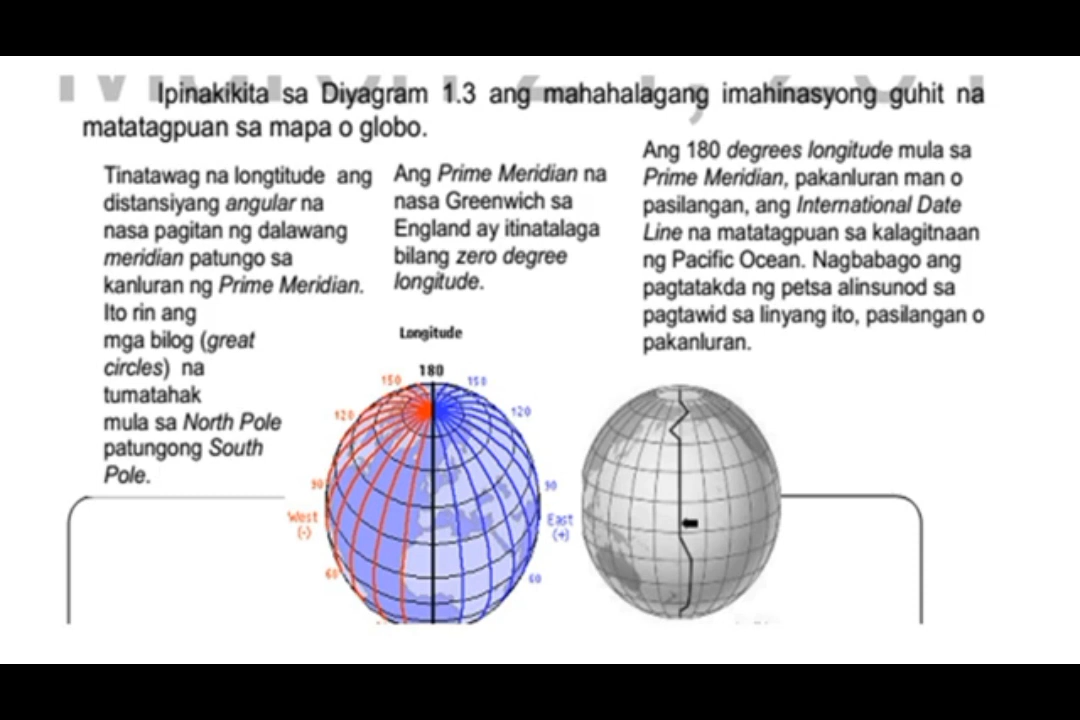 Ipinakikita sa Diyagram 1.3 ang mahahalagang imahinasyong guhit na
matatagpuan sa mapa o globo.
Tinatawag na longtitude ang
distansiyang angular na
nasa pagitan ng dalawang
meridian patungo sa
kanluran ng Prime Meridian.
Ito rin ang
mga bilog (great
circles) na
tumatahak
mula sa North Pole
patungong South
Pole.
Ang Prime Meridian na
nasa Greenwich sa
England ay itinatalaga
bilang zero degree
longitude.
Ang 180 degrees longitude mula sa
Prime Meridian, pakanluran man o
pasilangan, ang International Date
Line na matatagpuan sa kalagitnaan
ng Pacific Ocean. Nagbabago ang
pagtatakda ng petsa alinsunod sa
pagtawid sa linyang ito, pasilangan o
pakanluran.
Longitude
180
150
150
120
120
90
90
West
(-)
East
(+)
60
60